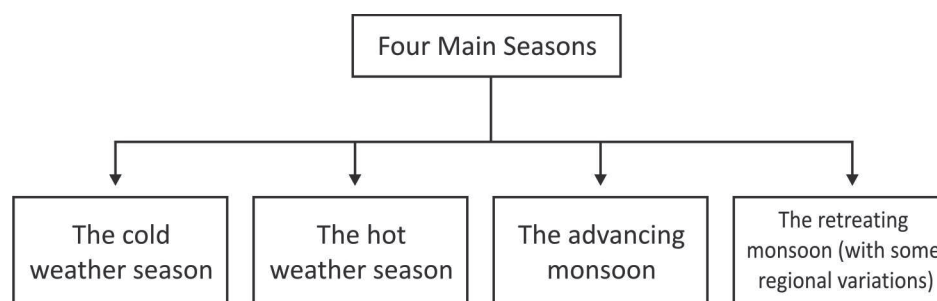 Four Main Seasons
The cold
weather season
The hot
weather season
The advancing
monsoon
The retreating
monsoon (with some
regional variations)